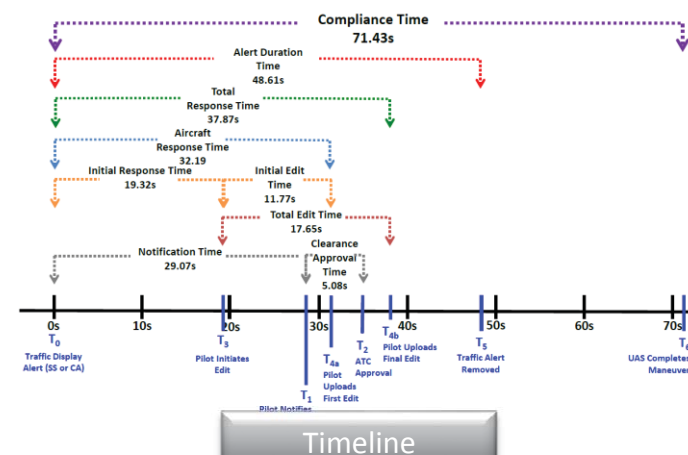 Compliance Time
71.43s
Alert Duration
Time
48.61s
Total
Response Time
37.87s
Aircraft
Response Time
32.19
Initial Response Time
19.32s
Initial Edit
Time
11.77s
Total Edit Time
17.65s
Notification Time
29.07s
Clearance
Approval
Time
5.08s
0s 10s 20s 30s 40s 50s 60s 70s
T0
Traffic Display
Alert (SS or CA)
T3
Pilot Initiates
Edit
T1
Pilot Notifies
T4a
Pilot
Uploads
First Edit
T2
ATC
Approval
T4b
Pilot Uploads
Final Edit
T5
Traffic Alert
Removed
T6
UAS Completes
Maneuver
Timeline